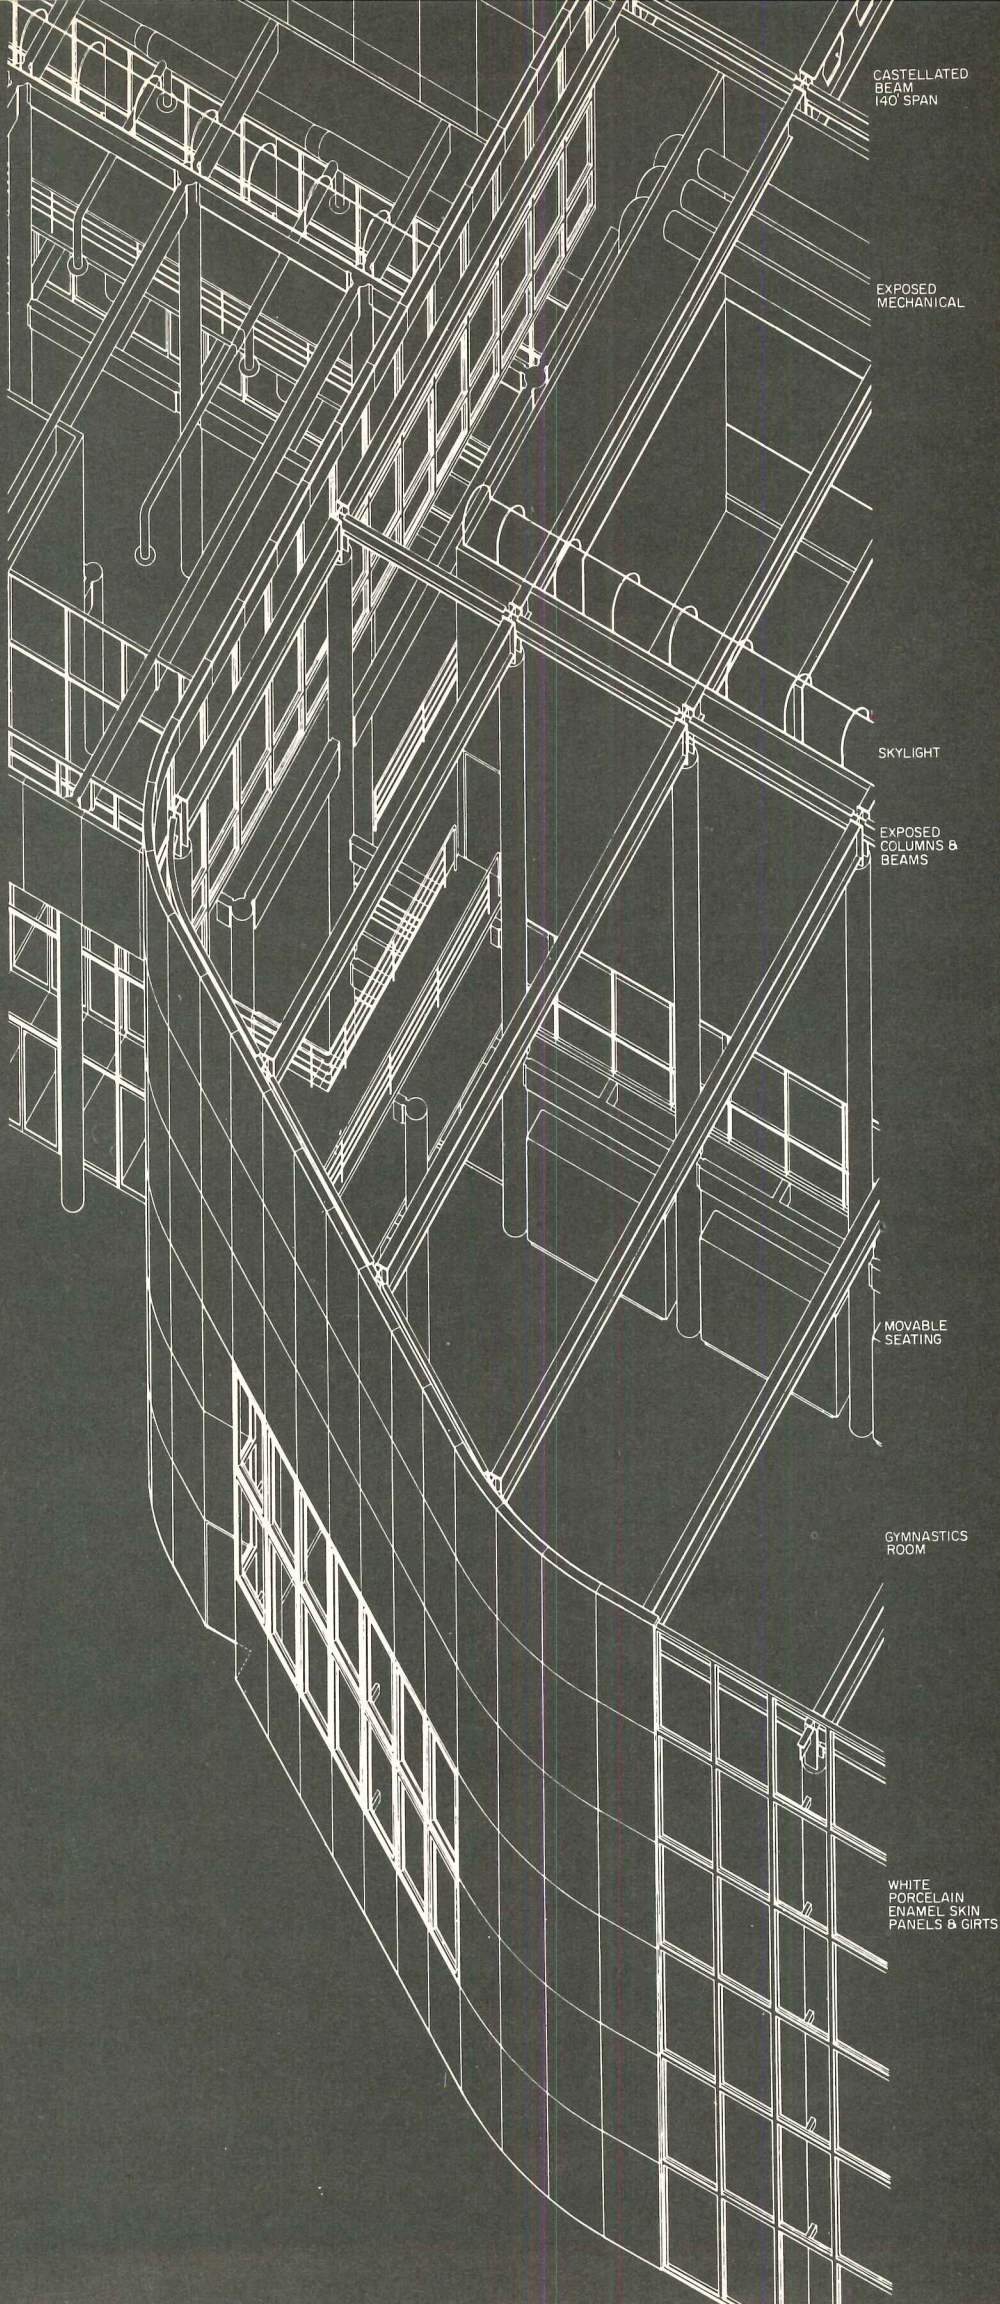 CASTELLATED
BEAM
140' SPAN
EXPOSED
MECHANICAL
SKYLIGHT
EXPOSED
COLUMNS &
BEAMS
MOVABLE
SEATING
GYMNASTICS
ROOM
WHITE
PORCELAIN
ENAMEL SKIN
PANELS & GIRTS